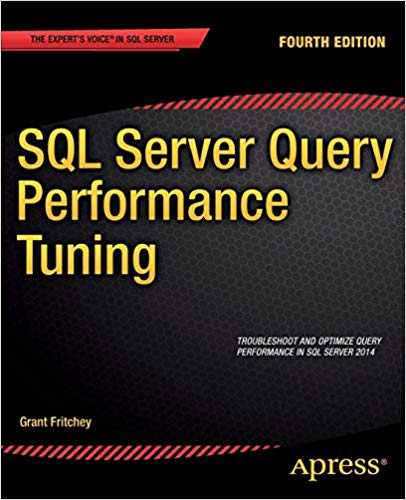 THE EXPERT'S VOICE® IN SQL SERVER
FOURTH EDITION
SQL Server Query
Performance
Tuning
TROUBLESHOOT AND OPTIMIZE QUERY
PERFORMANCE IN SQL SERVER 2014
Grant Fritchey
Apress®